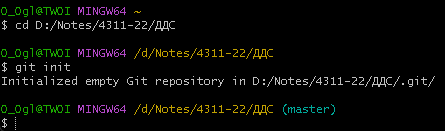 O_Ogl@TWOI MINGW64 ~
$ cd D:/Notes/4311-22/ДДС
O_Ogl@TWOI MINGW64 /d/Notes/4311-22/ДДС
$ git init
Initialized empty Git repository in D:/Notes/4311-22/ДДС/.git/
O_Ogl@TWOI MINGW64 /d/Notes/4311-22/ДДС (master)
$